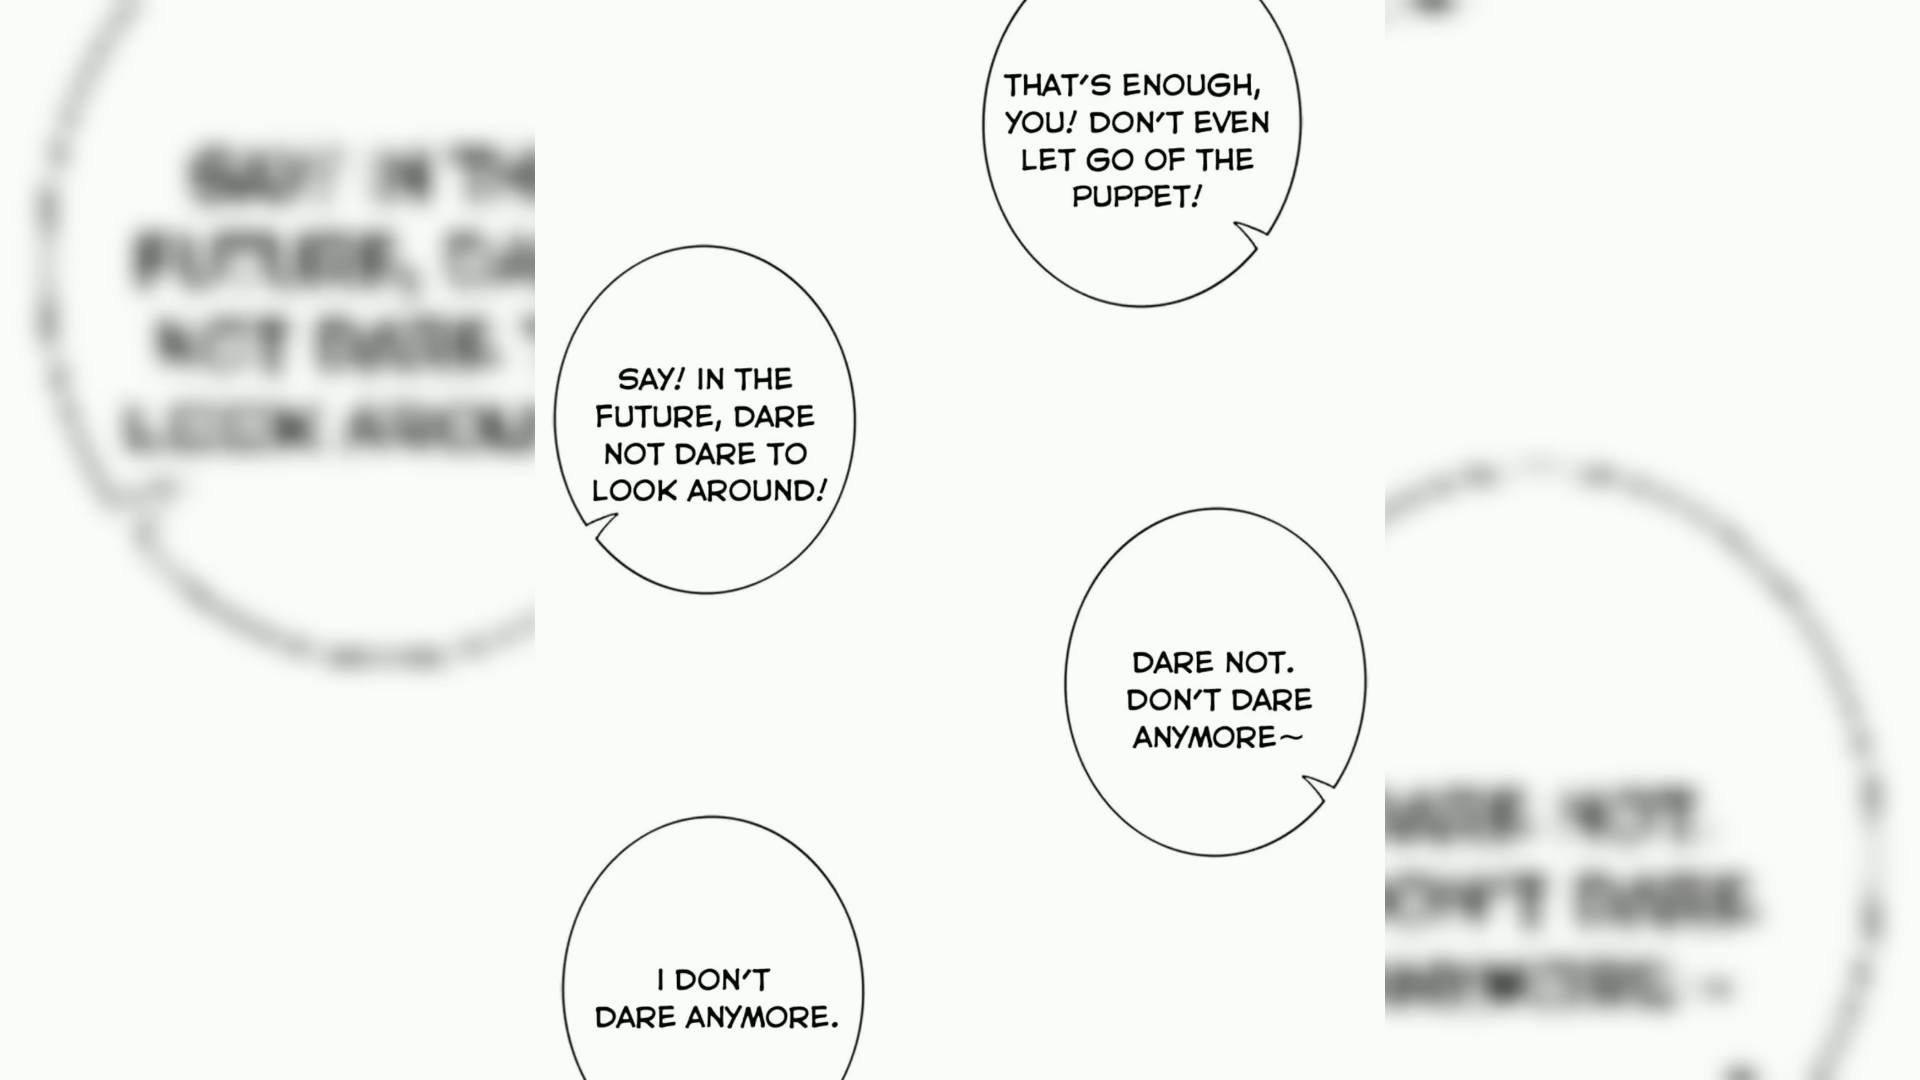 THAT'S ENOUGH,
YOU! DON'T EVEN
LET GO OF THE
PUPPET!
SAY! IN THE
FUTURE, DARE
NOT DARE TO
LOOK AROUND!
DARE NOT.
DON'T DARE
ANYMORE~
I DON'T
DARE ANYMORE.